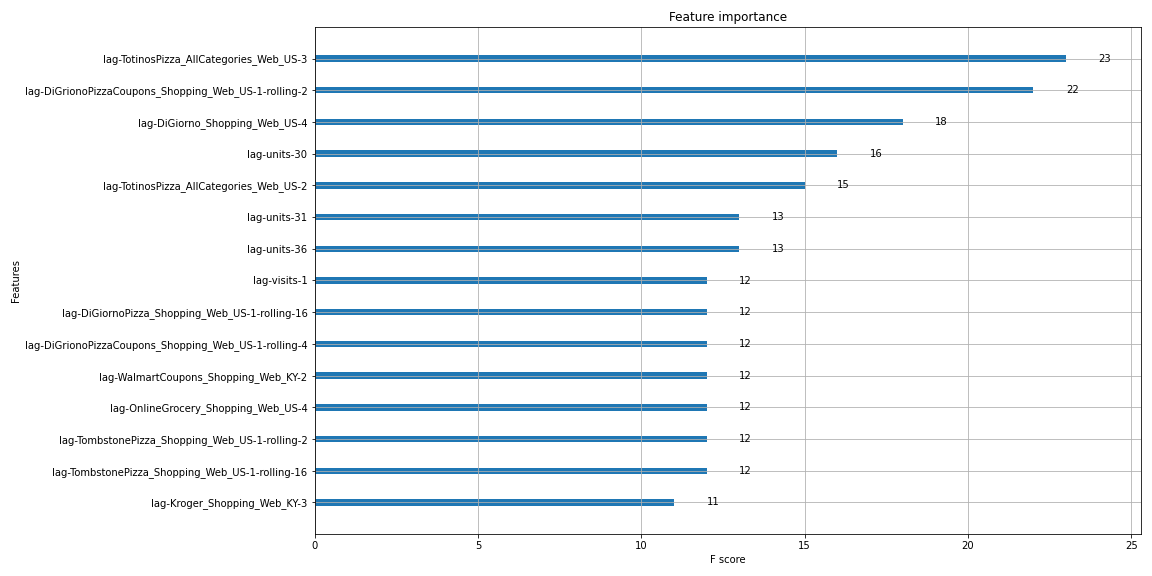 Feature importance
Features
lag-TotinosPizza_AllCategories_Web_US-3 23
lag-DiGrionoPizzaCoupons_Shopping_Web_US-1-rolling-2 22
lag-DiGiorno_Shopping_Web_US-4 18
lag-units-30 16
lag-TotinosPizza_AllCategories_Web_US-2 15
lag-units-31 13
lag-units-36 13
lag-visits-1 12
lag-DiGiornoPizza_Shopping_Web_US-1-rolling-16 12
lag-DiGrionoPizzaCoupons_Shopping_Web_US-1-rolling-4 12
lag-WalmartCoupons_Shopping_Web_KY-2 12
lag-OnlineGrocery_Shopping_Web_US-4 12
lag-TombstonePizza_Shopping_Web_US-1-rolling-2 12
lag-TombstonePizza_Shopping_Web_US-1-rolling-16 12
lag-Kroger_Shopping_Web_KY-3 11
0 5 10 15 20 25
F score